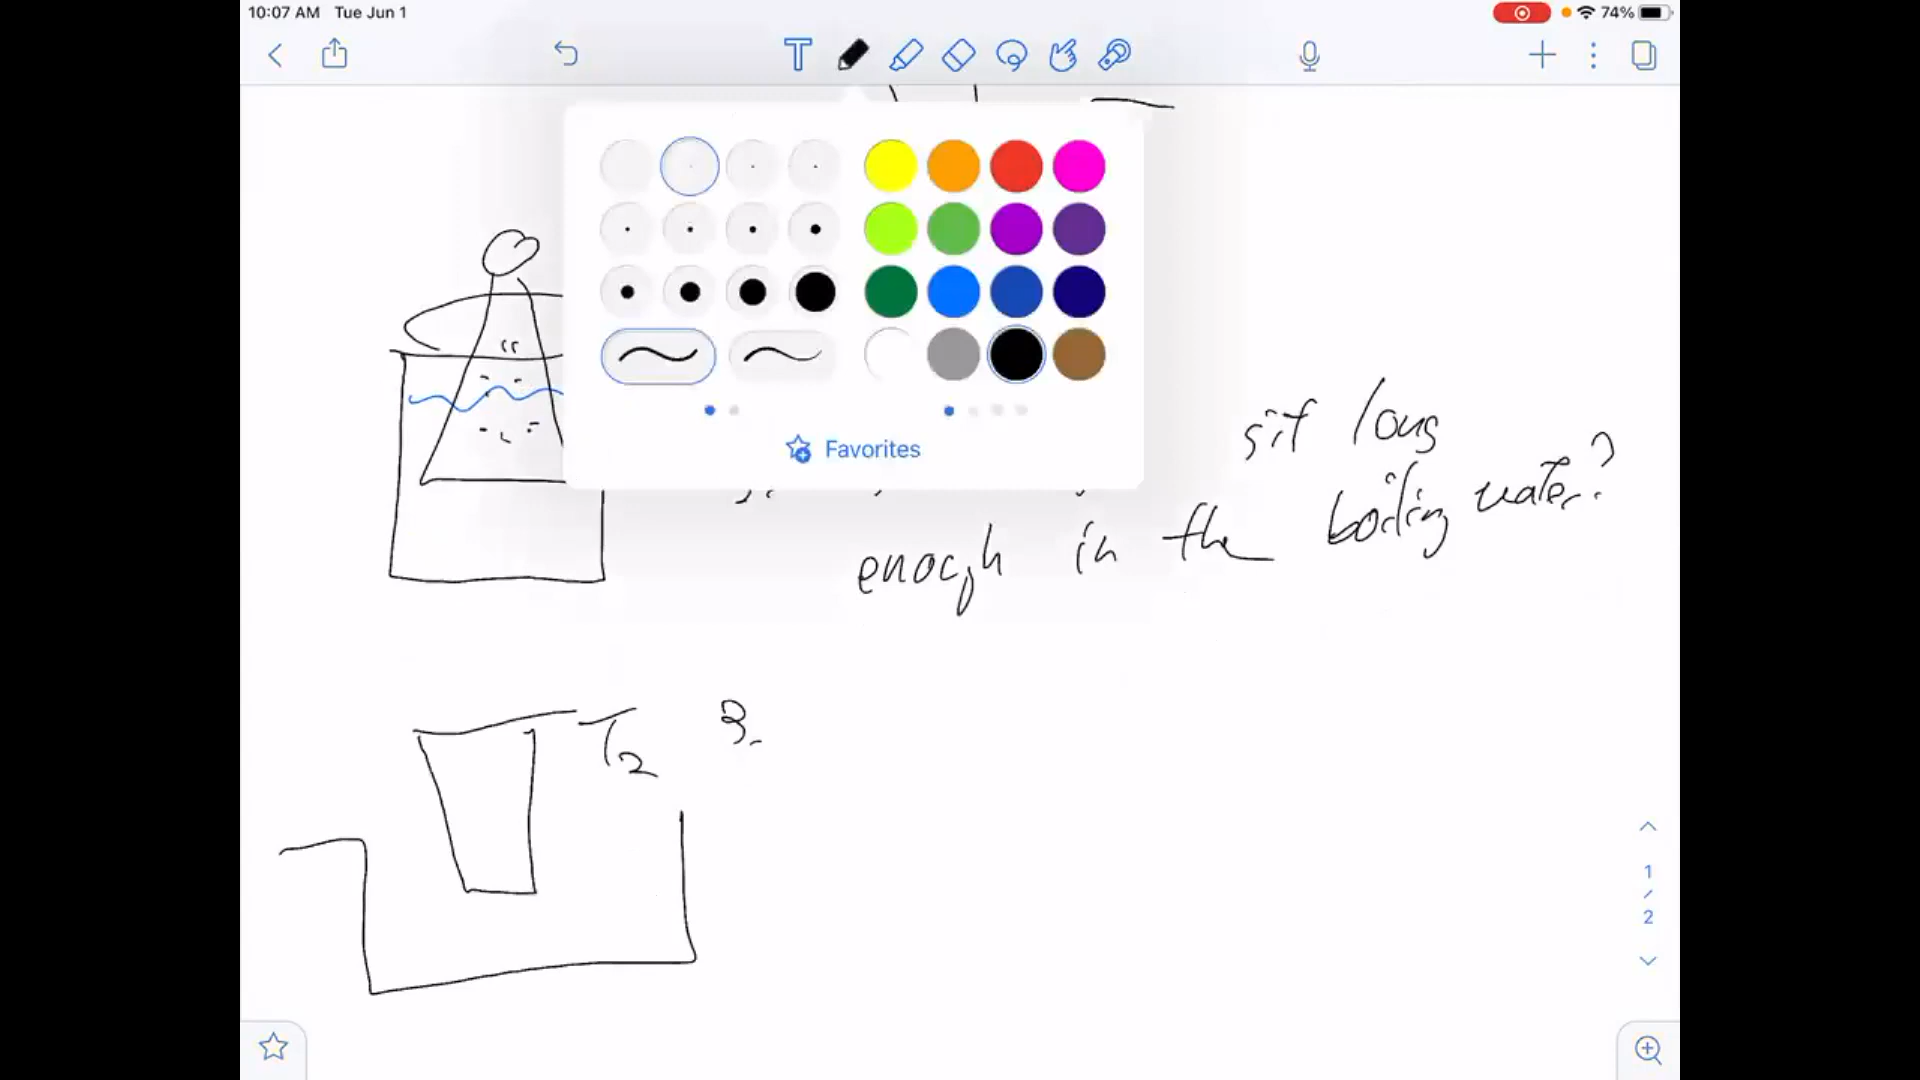 10:07 AM Tue Jun 1
74%
T
Favorites
sit long
enough in the boiling water?
T2 3.
1
/
2